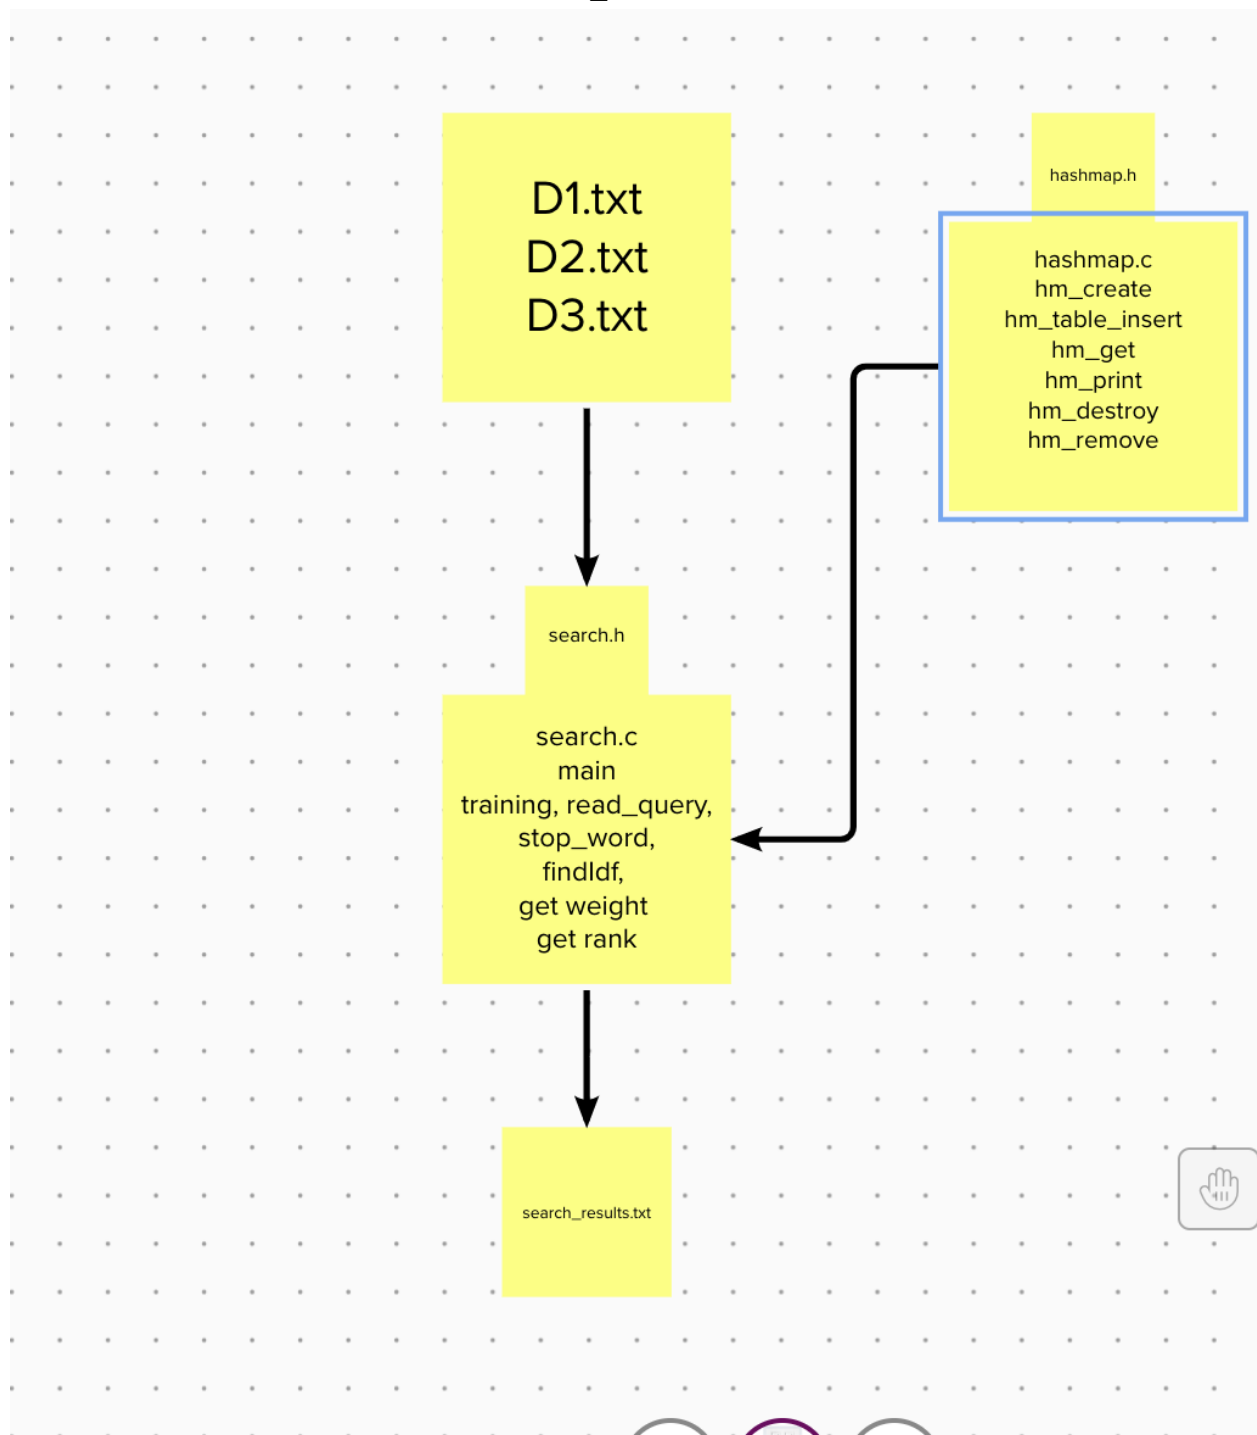 D1.txt
D2.txt
D3.txt
hashmap.h
hashmap.c
hm_create
hm_table_insert
hm_get
hm_print
hm_destroy
hm_remove
search.h
search.c
main
training, read_query,
stop_word,
findIdf,
get weight
get rank
search_results.txt